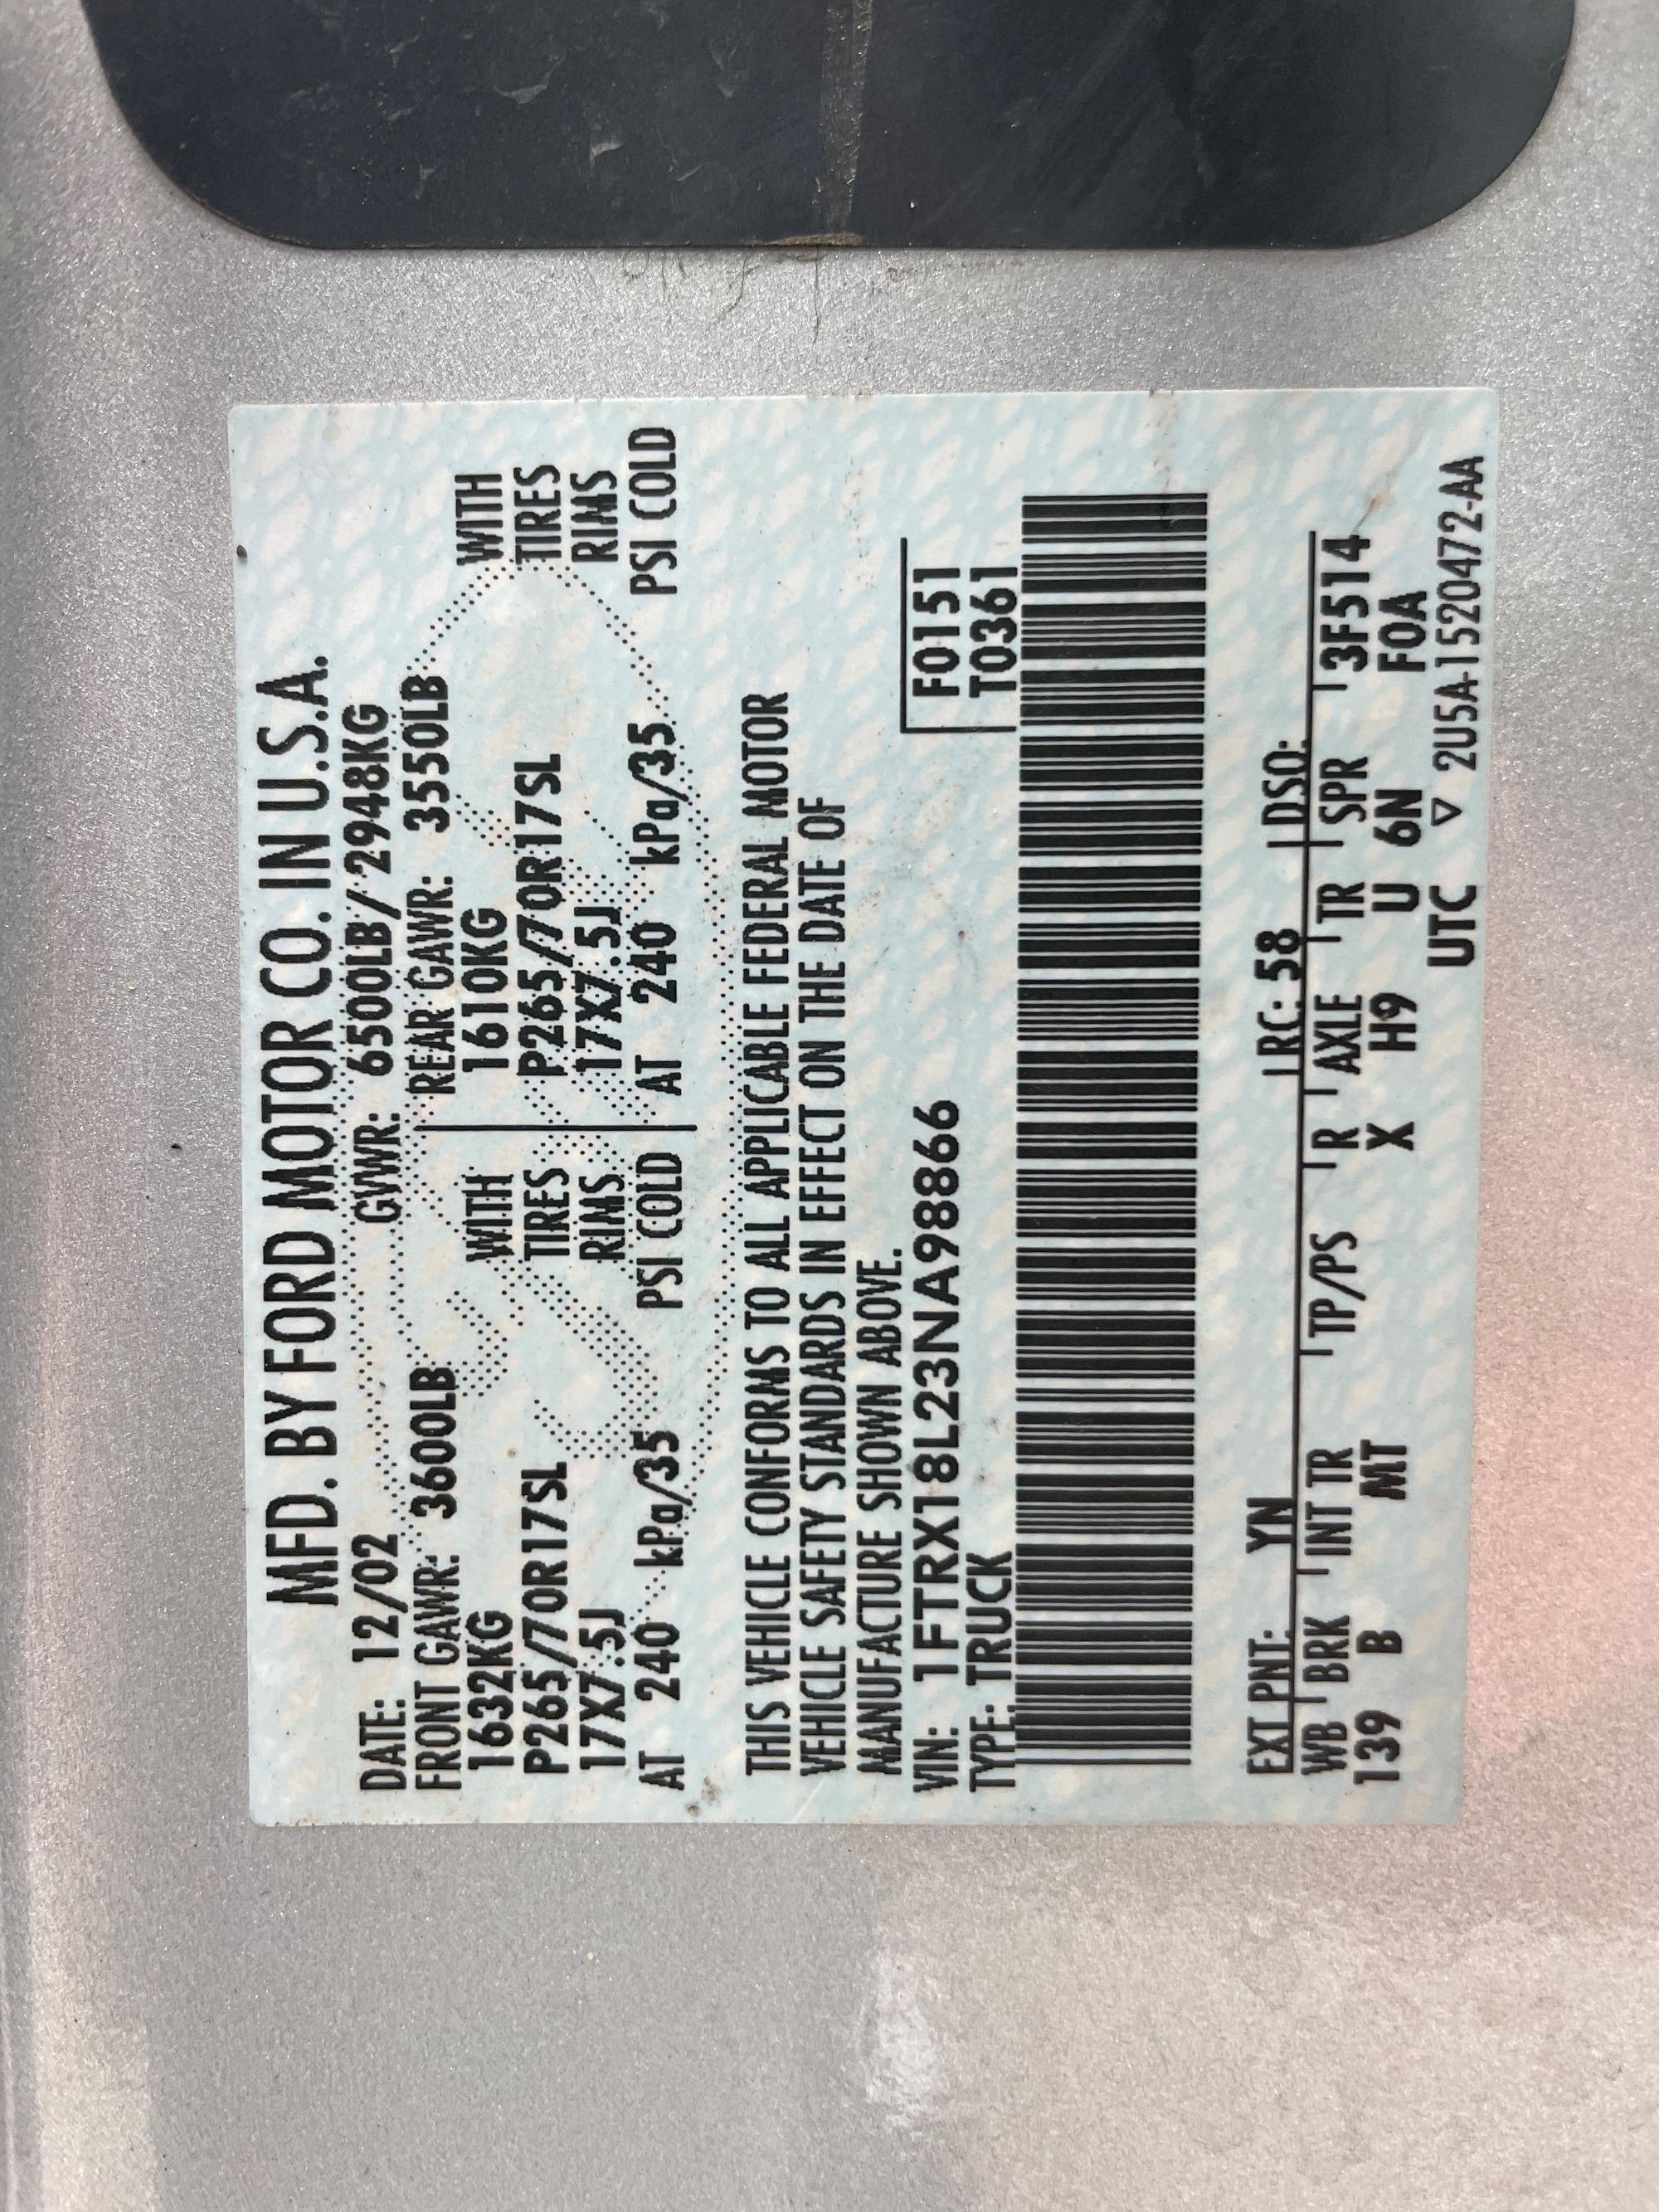 MFD. BY FORD MOTOR CO. IN U.S.A.
DATE: 12/02 GVWR: 6500LB/ 2948KG
FRONT GAWR: 3600LB REAR GAWR: 3550LB
1632KG WITH 1610KG WITH
P265/70R17SL TIRES P265/70R17SL TIRES
17X7.5J RIMS 17X7.5J RIMS
AT 240 kPa/35 PSI COLD AT 240 kPa/35 PSI COLD
THIS VEHICLE CONFORMS TO ALL APPLICABLE FEDERAL MOTOR
VEHICLE SAFETY STANDARDS IN EFFECT ON THE DATE OF
MANUFACTURE SHOWN ABOVE.
VIN: 1FTRX18L23NA98866 F0151
TYPE: TRUCK T0361
EXT PNT: YN RC: 58 DSO:
WB BRK INT TR TP/PS R AXLE TR SPR 3F514
139 B MT X H9 U 6N F0A
UTC ▽ 2U5A-1520472-AA